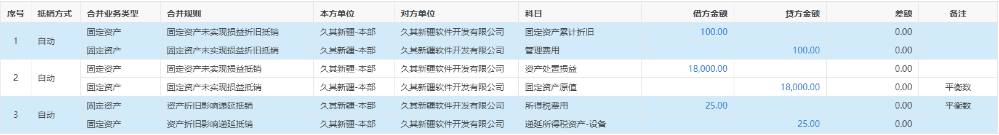 序号 抵销方式 合并业务类型 合并规则 本方单位 对方单位 科目 借方金额 贷方金额 差额 备注
1 自动 固定资产 固定资产未实现损益折旧抵销 久其新疆-本部 久其新疆软件开发有限公司 固定资产累计折旧 100.00 0.00
固定资产 固定资产未实现损益折旧抵销 久其新疆-本部 久其新疆软件开发有限公司 管理费用 100.00 0.00
2 自动 固定资产 固定资产未实现损益抵销 久其新疆-本部 久其新疆软件开发有限公司 资产处置损益 18,000.00 0.00
固定资产 固定资产未实现损益抵销 久其新疆-本部 久其新疆软件开发有限公司 固定资产原值 18,000.00 0.00 平衡数
3 自动 固定资产 资产折旧影响递延抵销 久其新疆-本部 久其新疆软件开发有限公司 所得税费用 25.00 0.00 平衡数
固定资产 资产折旧影响递延抵销 久其新疆-本部 久其新疆软件开发有限公司 递延所得税资产-设备 25.00 0.00